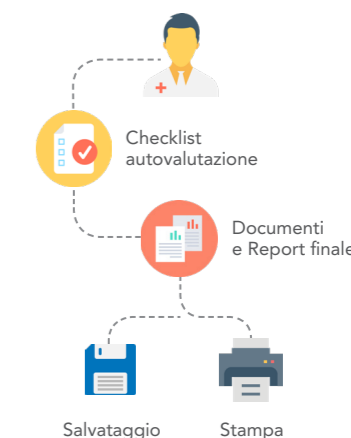 Checklist
autovalutazione
Documenti
e Report finale
Salvataggio
Stampa